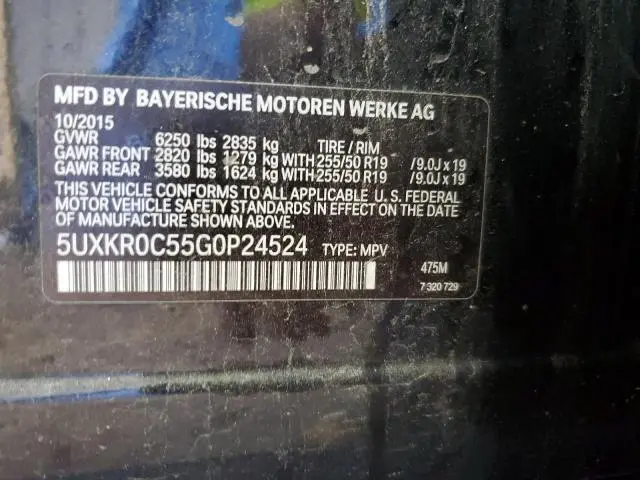 MFD BY BAYERISCHE MOTOREN WERKE AG
10/2015
GVWR 6250 lbs 2835 kg TIRE / RIM
GAWR FRONT 2820 lbs 1279 kg WITH 255/50 R19 /9.0J x 19
GAWR REAR 3580 lbs 1624 kg WITH 255/50 R19 /9.0J x 19
THIS VEHICLE CONFORMS TO ALL APPLICABLE U. S. FEDERAL
MOTOR VEHICLE SAFETY STANDARDS IN EFFECT ON THE DATE OF
MANUFACTURE SHOWN ABOVE.
5UXKR0C55G0P24524 TYPE: MPV
475M
7 320 729